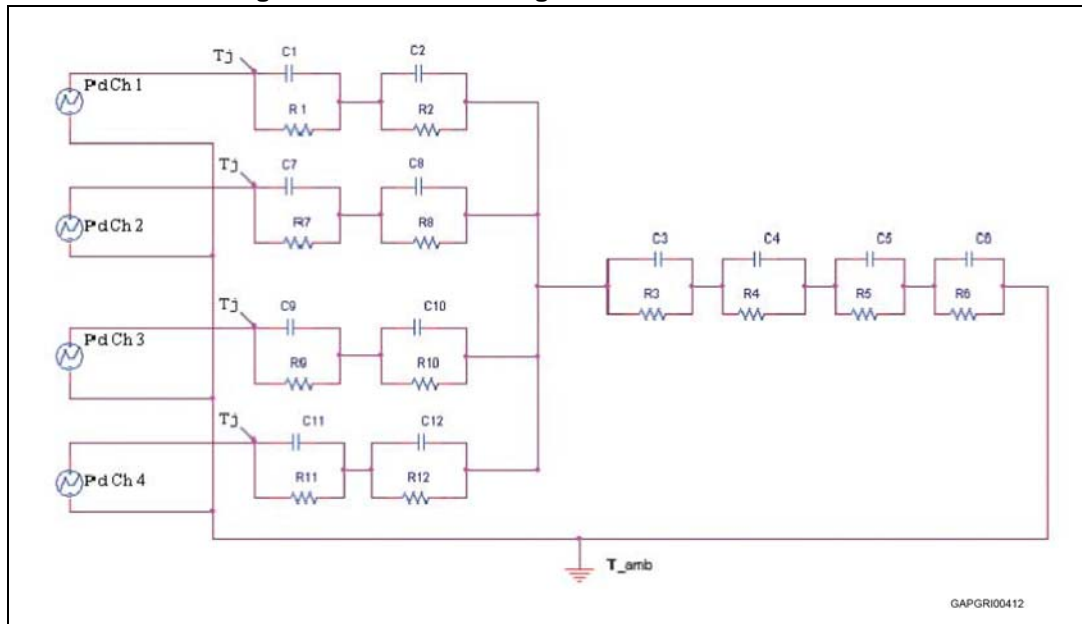 Tj
C1
C2
PdCh1
R1
R2
Tj
C7
C8
PdCh2
R7
R8
C3
C4
C5
C6
R3
R4
R5
R6
Tj
C9
C10
PdCh3
R9
R10
Tj
C11
C12
PdCh4
R11
R12
T_amb
GAPGRI00412